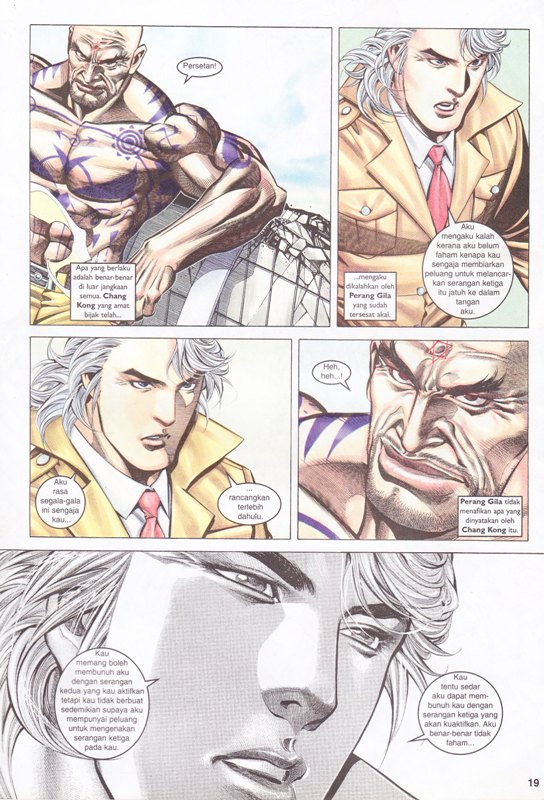 Persetan!
Apa yang berlaku
adalah benar-benar
di luar jangkaan
semua. Chang
Kong yang amat
bijak telah...
...mengaku
dikalahkan oleh
Perang Gila
yang sudah
tersesat akal.
Aku
mengaku kalah
kerana aku belum
faham kenapa kau
sengaja membiarkan
peluang untuk melancar-
kan serangan ketiga
itu jatuh ke dalam
tangan
aku.
Aku
rasa
segala-gala
ini sengaja
kau...
...
rancangkan
terlebih
dahulu.
Heh,
heh...!
Perang Gila tidak
menafikan apa yang
dinyatakan oleh
Chang Kong itu.
Kau
memang boleh
membunuh aku
dengan serangan
kedua yang kau aktifkan
tetapi kau tidak berbuat
sedemikian supaya aku
mempunyai peluang
untuk mengenakan
serangan ketiga
pada kau.
Kau
tentu sedar
aku dapat mem-
bunuh kau dengan
serangan ketiga yang
akan kuaktifkan. Aku
benar-benar tidak
faham...
19